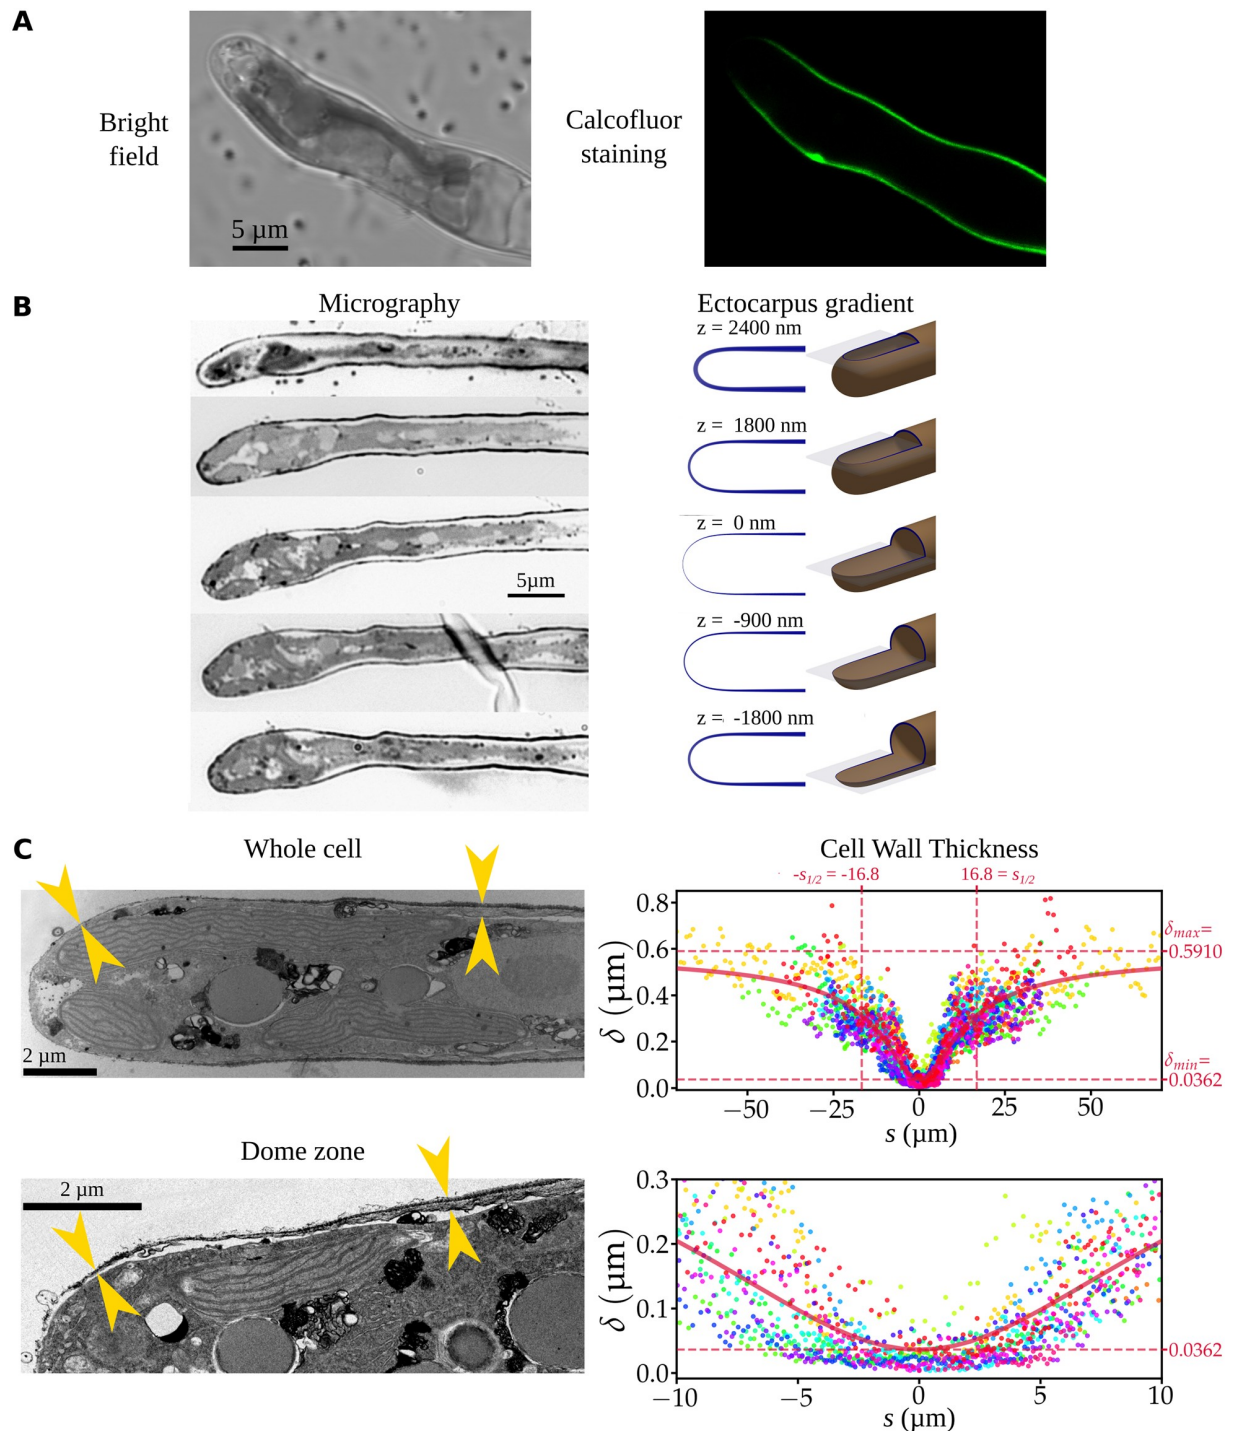 A
Bright
field
5 µm
Calcofluor
staining
B
Micrography
5µm
Ectocarpus gradient
z = 2400 nm
z = 1800 nm
z = 0 nm
z = -900 nm
z = -1800 nm
C
Whole cell
2 µm
Dome zone
2 µm
Cell Wall Thickness
-s1/2 = -16.8
16.8 = s1/2
0.8
0.6
0.4
0.2
0.0
δ (µm)
δmax=
0.5910
δmin=
0.0362
−50
−25
0
25
50
s (µm)
0.3
0.2
0.1
0.0
δ (µm)
0.0362
−10
−5
0
5
10
s (µm)